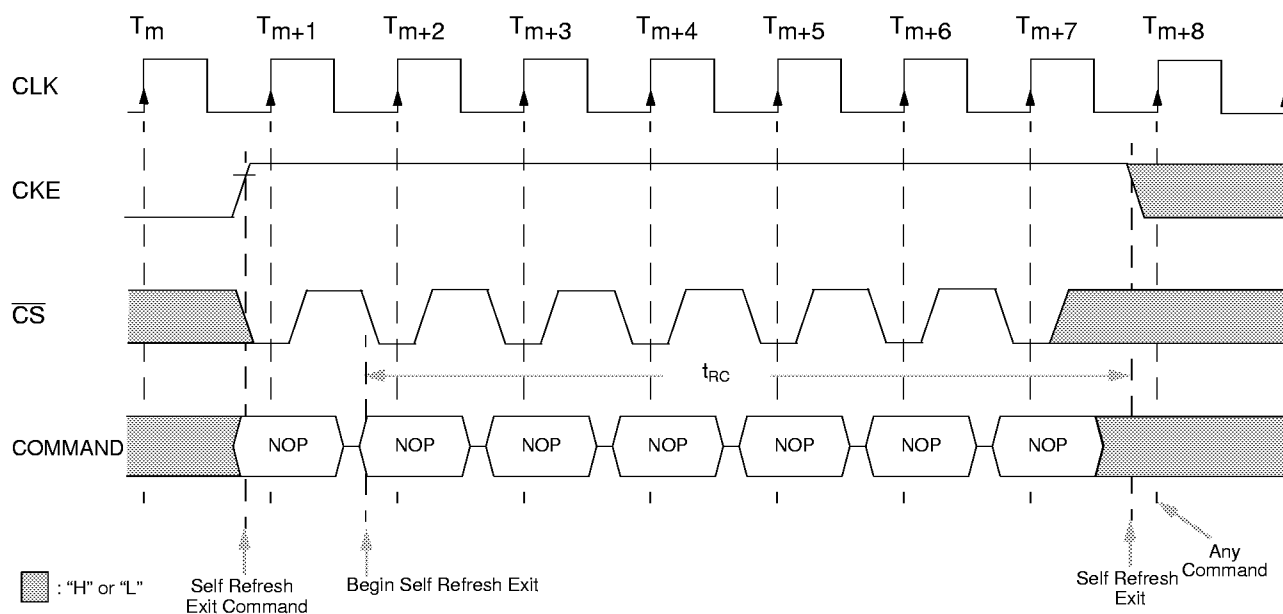 Tm Tm+1 Tm+2 Tm+3 Tm+4 Tm+5 Tm+6 Tm+7 Tm+8
CLK
CKE
CS
tRC
COMMAND NOP NOP NOP NOP NOP NOP NOP
: “H” or “L”
Self Refresh
Exit Command
Begin Self Refresh Exit
Self Refresh
Exit
Any
Command